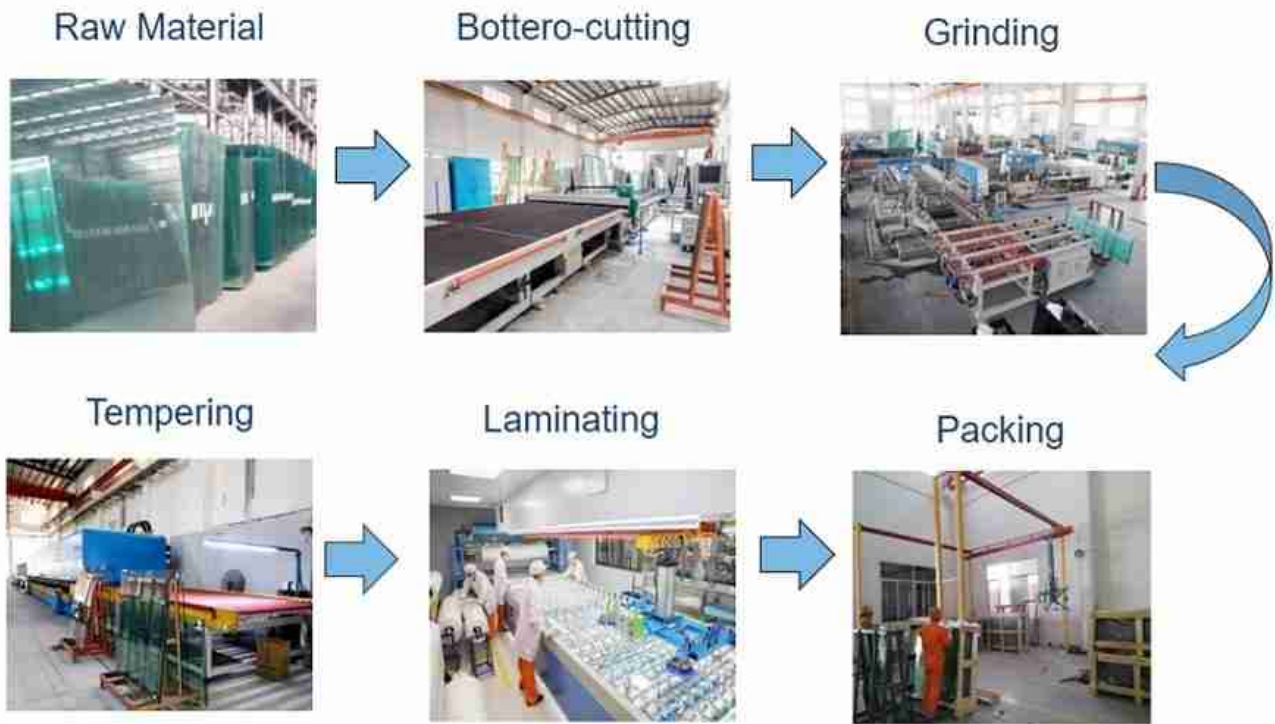 Raw Material
Bottero-cutting
Grinding
Tempering
Laminating
Packing